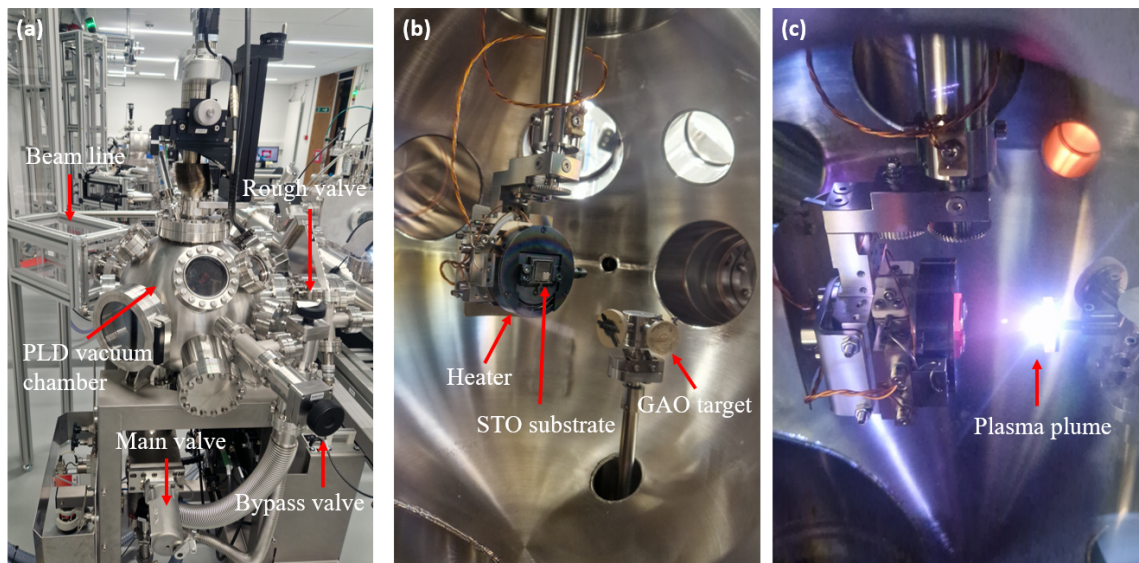 (a)
Beam line
Rough valve
PLD vacuum
chamber
Main valve
Bypass valve
(b)
Heater
STO substrate
GAO target
(c)
Plasma plume